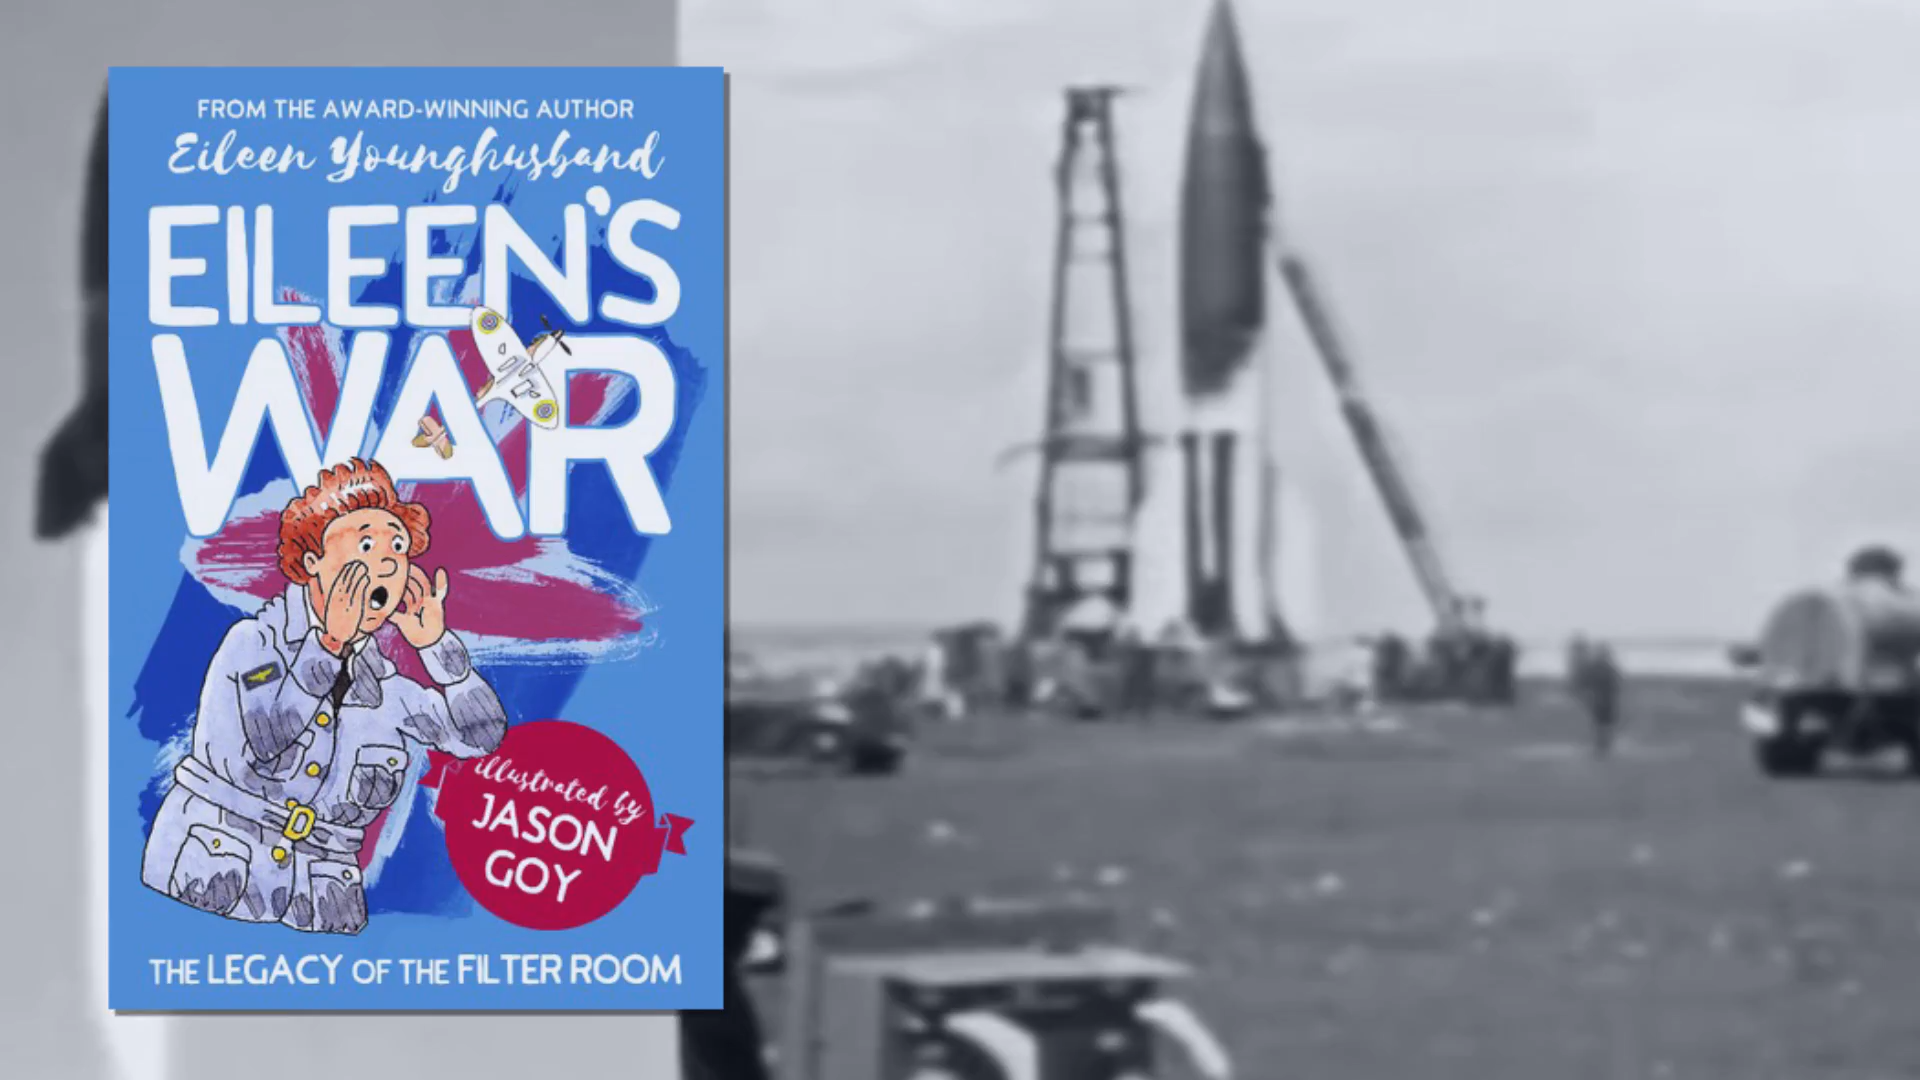 FROM THE AWARD-WINNING AUTHOR
Eileen Younghusband
EILEEN'S
WAR
illustrated by
JASON
GOY
THE LEGACY OF THE FILTER ROOM